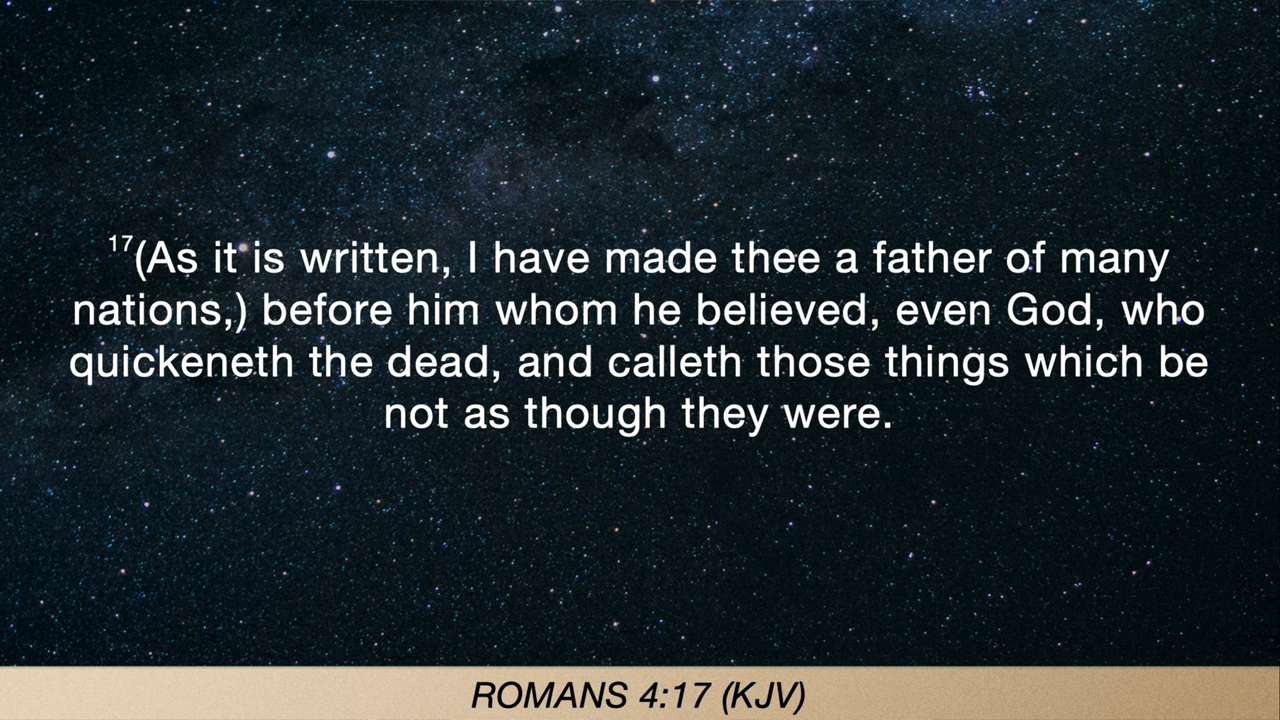 17(As it is written, I have made thee a father of many
nations,) before him whom he believed, even God, who
quickeneth the dead, and calleth those things which be
not as though they were.
ROMANS 4:17 (KJV)